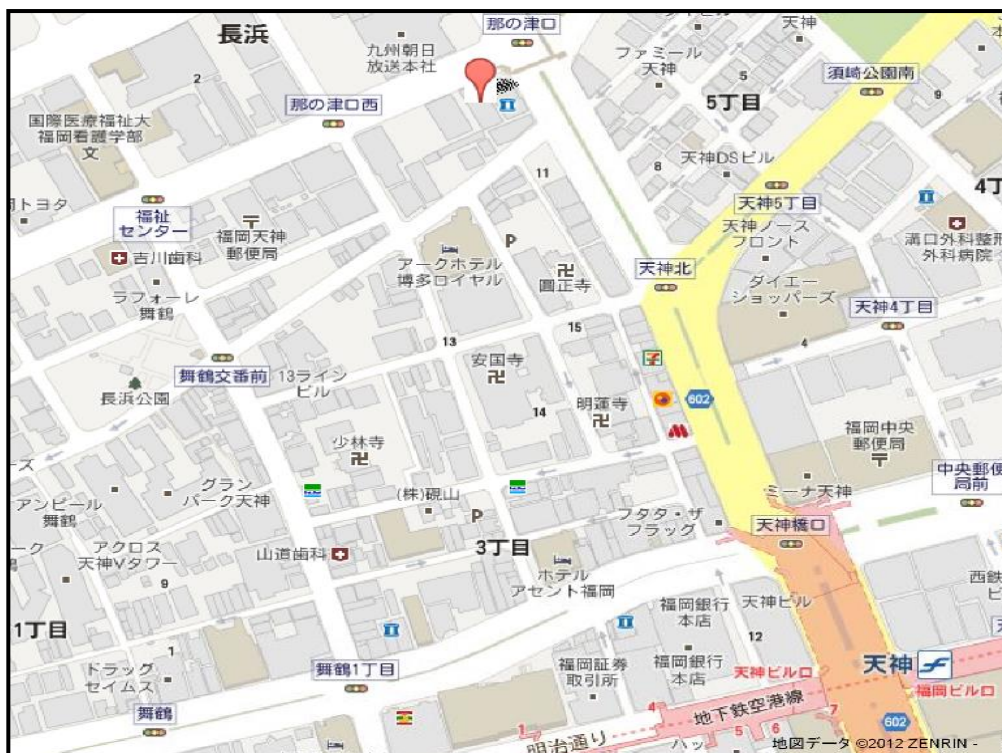 長浜
那の津口
天神
2
九州朝日
放送本社
ファミール
天神
5
須崎公園南
5丁目
9
国際医療福祉大
福岡看護学部
文
那の津口西
天神DSビル
8
4丁
11
トヨタ
福祉
センター
福岡天神
郵便局
P
天神5丁目
天神ノース
フロント
溝口外科整形
外科病院
吉川歯科
アークホテル
博多ロイヤル
圓正寺
天神北
ダイエー
ショッパーズ
ラフォーレ
舞鶴
天神4丁目
15
13
4
舞鶴交番前
13ライン
ビル
安国寺
長浜公園
14
明蓮寺
602
福岡中央
郵便局
少林寺
中央郵便
局前
アンピール
舞鶴
グラン
パーク天神
(株)硯山
P
ミーナ天神
フタタ・ザ
フラッグ
天神橋口
アクロス
天神Vタワー
山道歯科
3丁目
9
ホテル
アセント福岡
西鉄
福岡銀行
本店
天神ビル
1丁目
1
12
ドラッグ
セイムス
舞鶴1丁目
福岡証券
取引所
福岡銀行
本店
天神ビル口
天神
福岡ビル口
舞鶴
1
4
地下鉄空港線
7
602
明治通り
5
6
地図データ ©2012 ZENRIN -